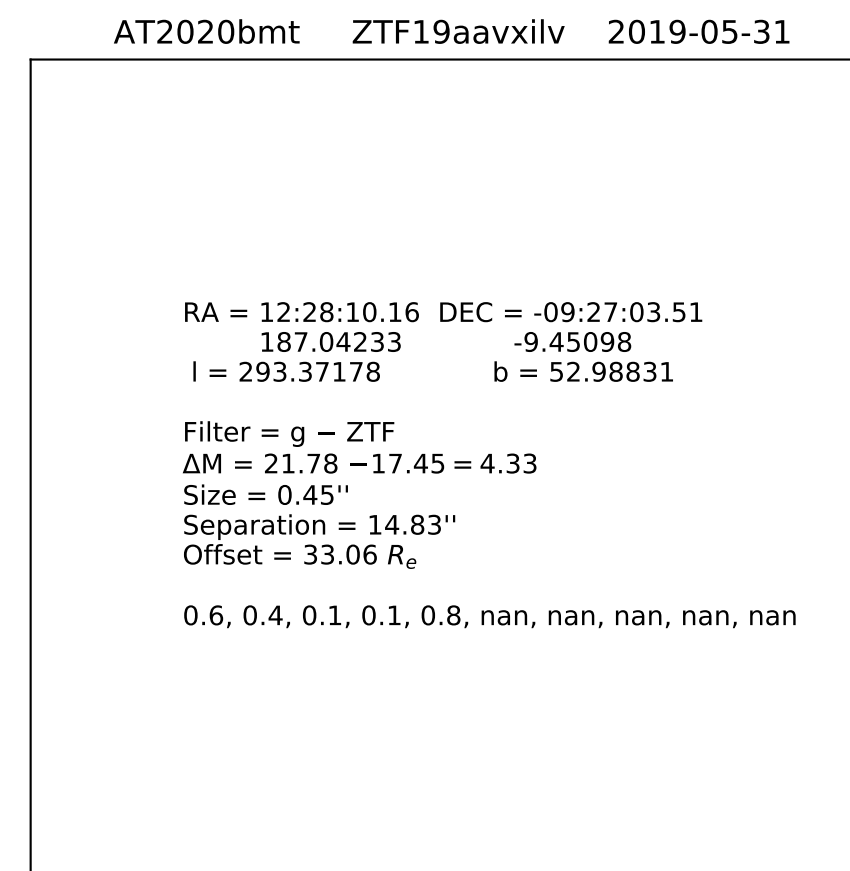 AT2020bmt ZTF19aavxilv 2019-05-31
RA = 12:28:10.16 DEC = -09:27:03.51
187.04233 -9.45098
l = 293.37178 b = 52.98831
Filter = g − ZTF
ΔM = 21.78 −17.45 = 4.33
Size = 0.45''
Separation = 14.83''
Offset = 33.06 Rₑ
0.6, 0.4, 0.1, 0.1, 0.8, nan, nan, nan, nan, nan